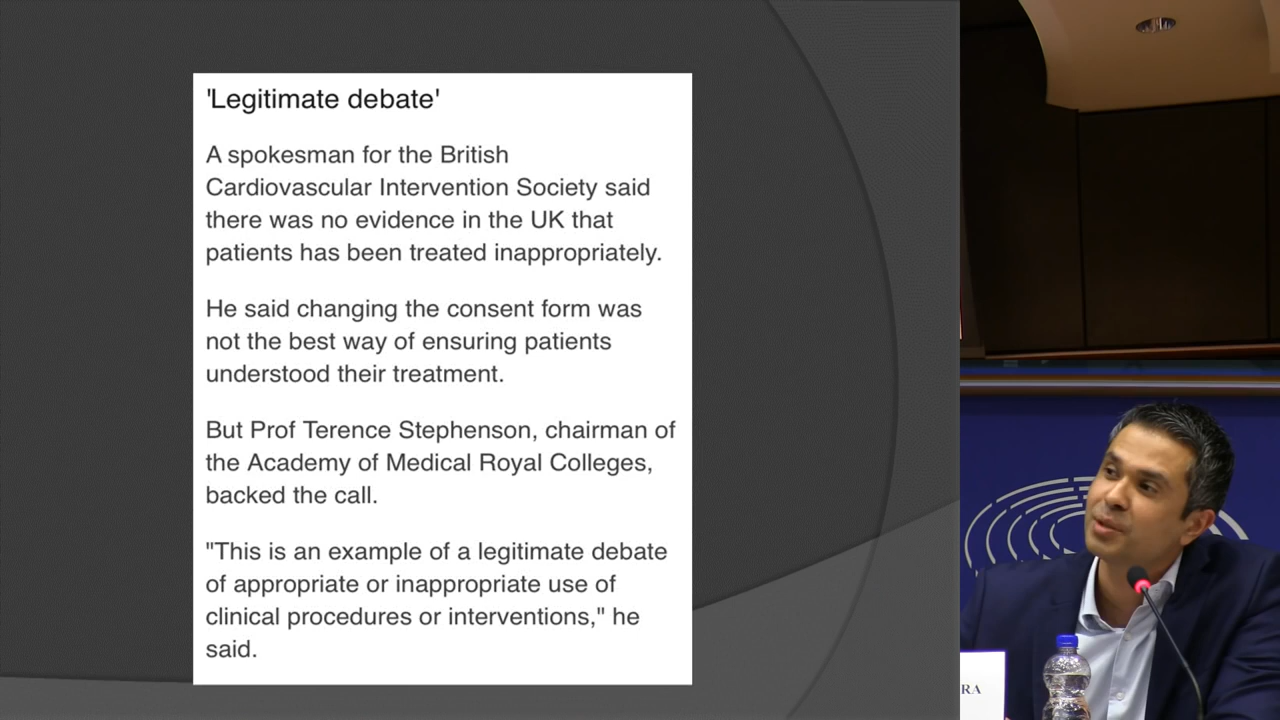 'Legitimate debate'
A spokesman for the British
Cardiovascular Intervention Society said
there was no evidence in the UK that
patients has been treated inappropriately.
He said changing the consent form was
not the best way of ensuring patients
understood their treatment.
But Prof Terence Stephenson, chairman of
the Academy of Medical Royal Colleges,
backed the call.
"This is an example of a legitimate debate
of appropriate or inappropriate use of
clinical procedures or interventions," he
said.
RA